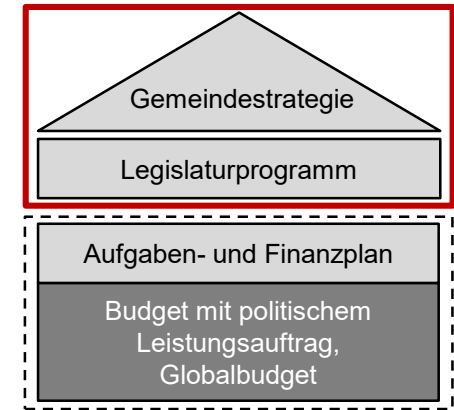 Gemeindestrategie
Legislaturprogramm
Aufgaben- und Finanzplan
Budget mit politischem
Leistungsauftrag,
Globalbudget